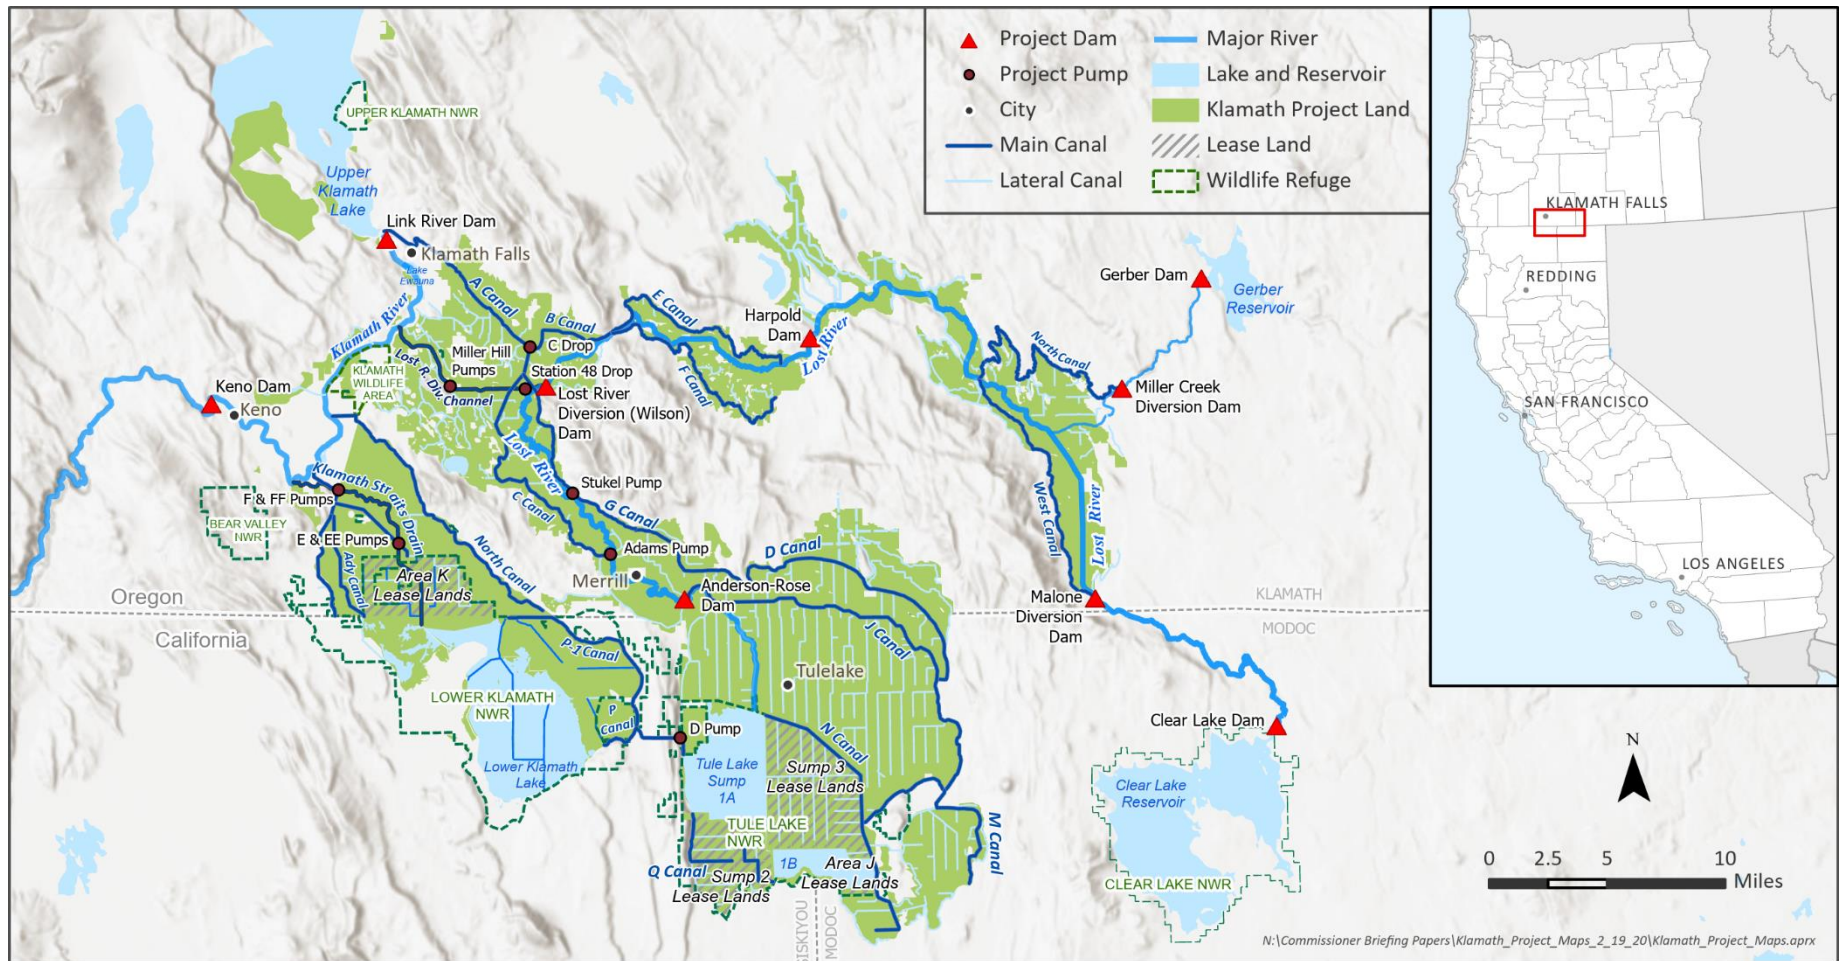 Project Dam
Project Pump
City
Main Canal
Lateral Canal
Major River
Lake and Reservoir
Klamath Project Land
Lease Land
Wildlife Refuge
UPPER KLAMATH NWR
Upper
Klamath
Lake
Link River Dam
Klamath Falls
Lake
Ewauna
Klamath River
A Canal
B Canal
C Drop
E Canal
F Canal
Harpold
Dam
Lost River
Gerber Dam
Gerber
Reservoir
North Canal
Miller Creek
Diversion Dam
Miller Hill
Pumps
Station 48 Drop
Lost R. Div. Channel
Lost River
Diversion (Wilson)
Dam
KLAMATH
WILDLIFE
AREA
Keno Dam
Keno
Lost River
Klamath Straits Drain
F & FF Pumps
BEAR VALLEY
NWR
E & EE Pumps
Ady Canal
Area K
Lease Lands
North Canal
C Canal
Stukel Pump
G Canal
Adams Pump
Merrill
D Canal
Anderson-Rose
Dam
J Canal
West Canal
Lost River
Malone
Diversion
Dam
Oregon
California
KLAMATH
MODOC
P-1 Canal
LOWER KLAMATH
NWR
P
Canal
Lower Klamath
Lake
D Pump
Tulelake
Tule Lake
Sump
1A
N Canal
Sump 3
Lease Lands
TULE LAKE
NWR
Q Canal
Sump 2
Lease Lands
1B
Area J
Lease Lands
M Canal
Clear Lake Dam
Clear Lake
Reservoir
CLEAR LAKE NWR
SISKIYOU
MODOC
KLAMATH FALLS
REDDING
SAN FRANCISCO
LOS ANGELES
N
0 2.5 5 10
Miles
N:\Commissioner Briefing Papers\Klamath_Project_Maps_2_19_20\Klamath_Project_Maps.aprx